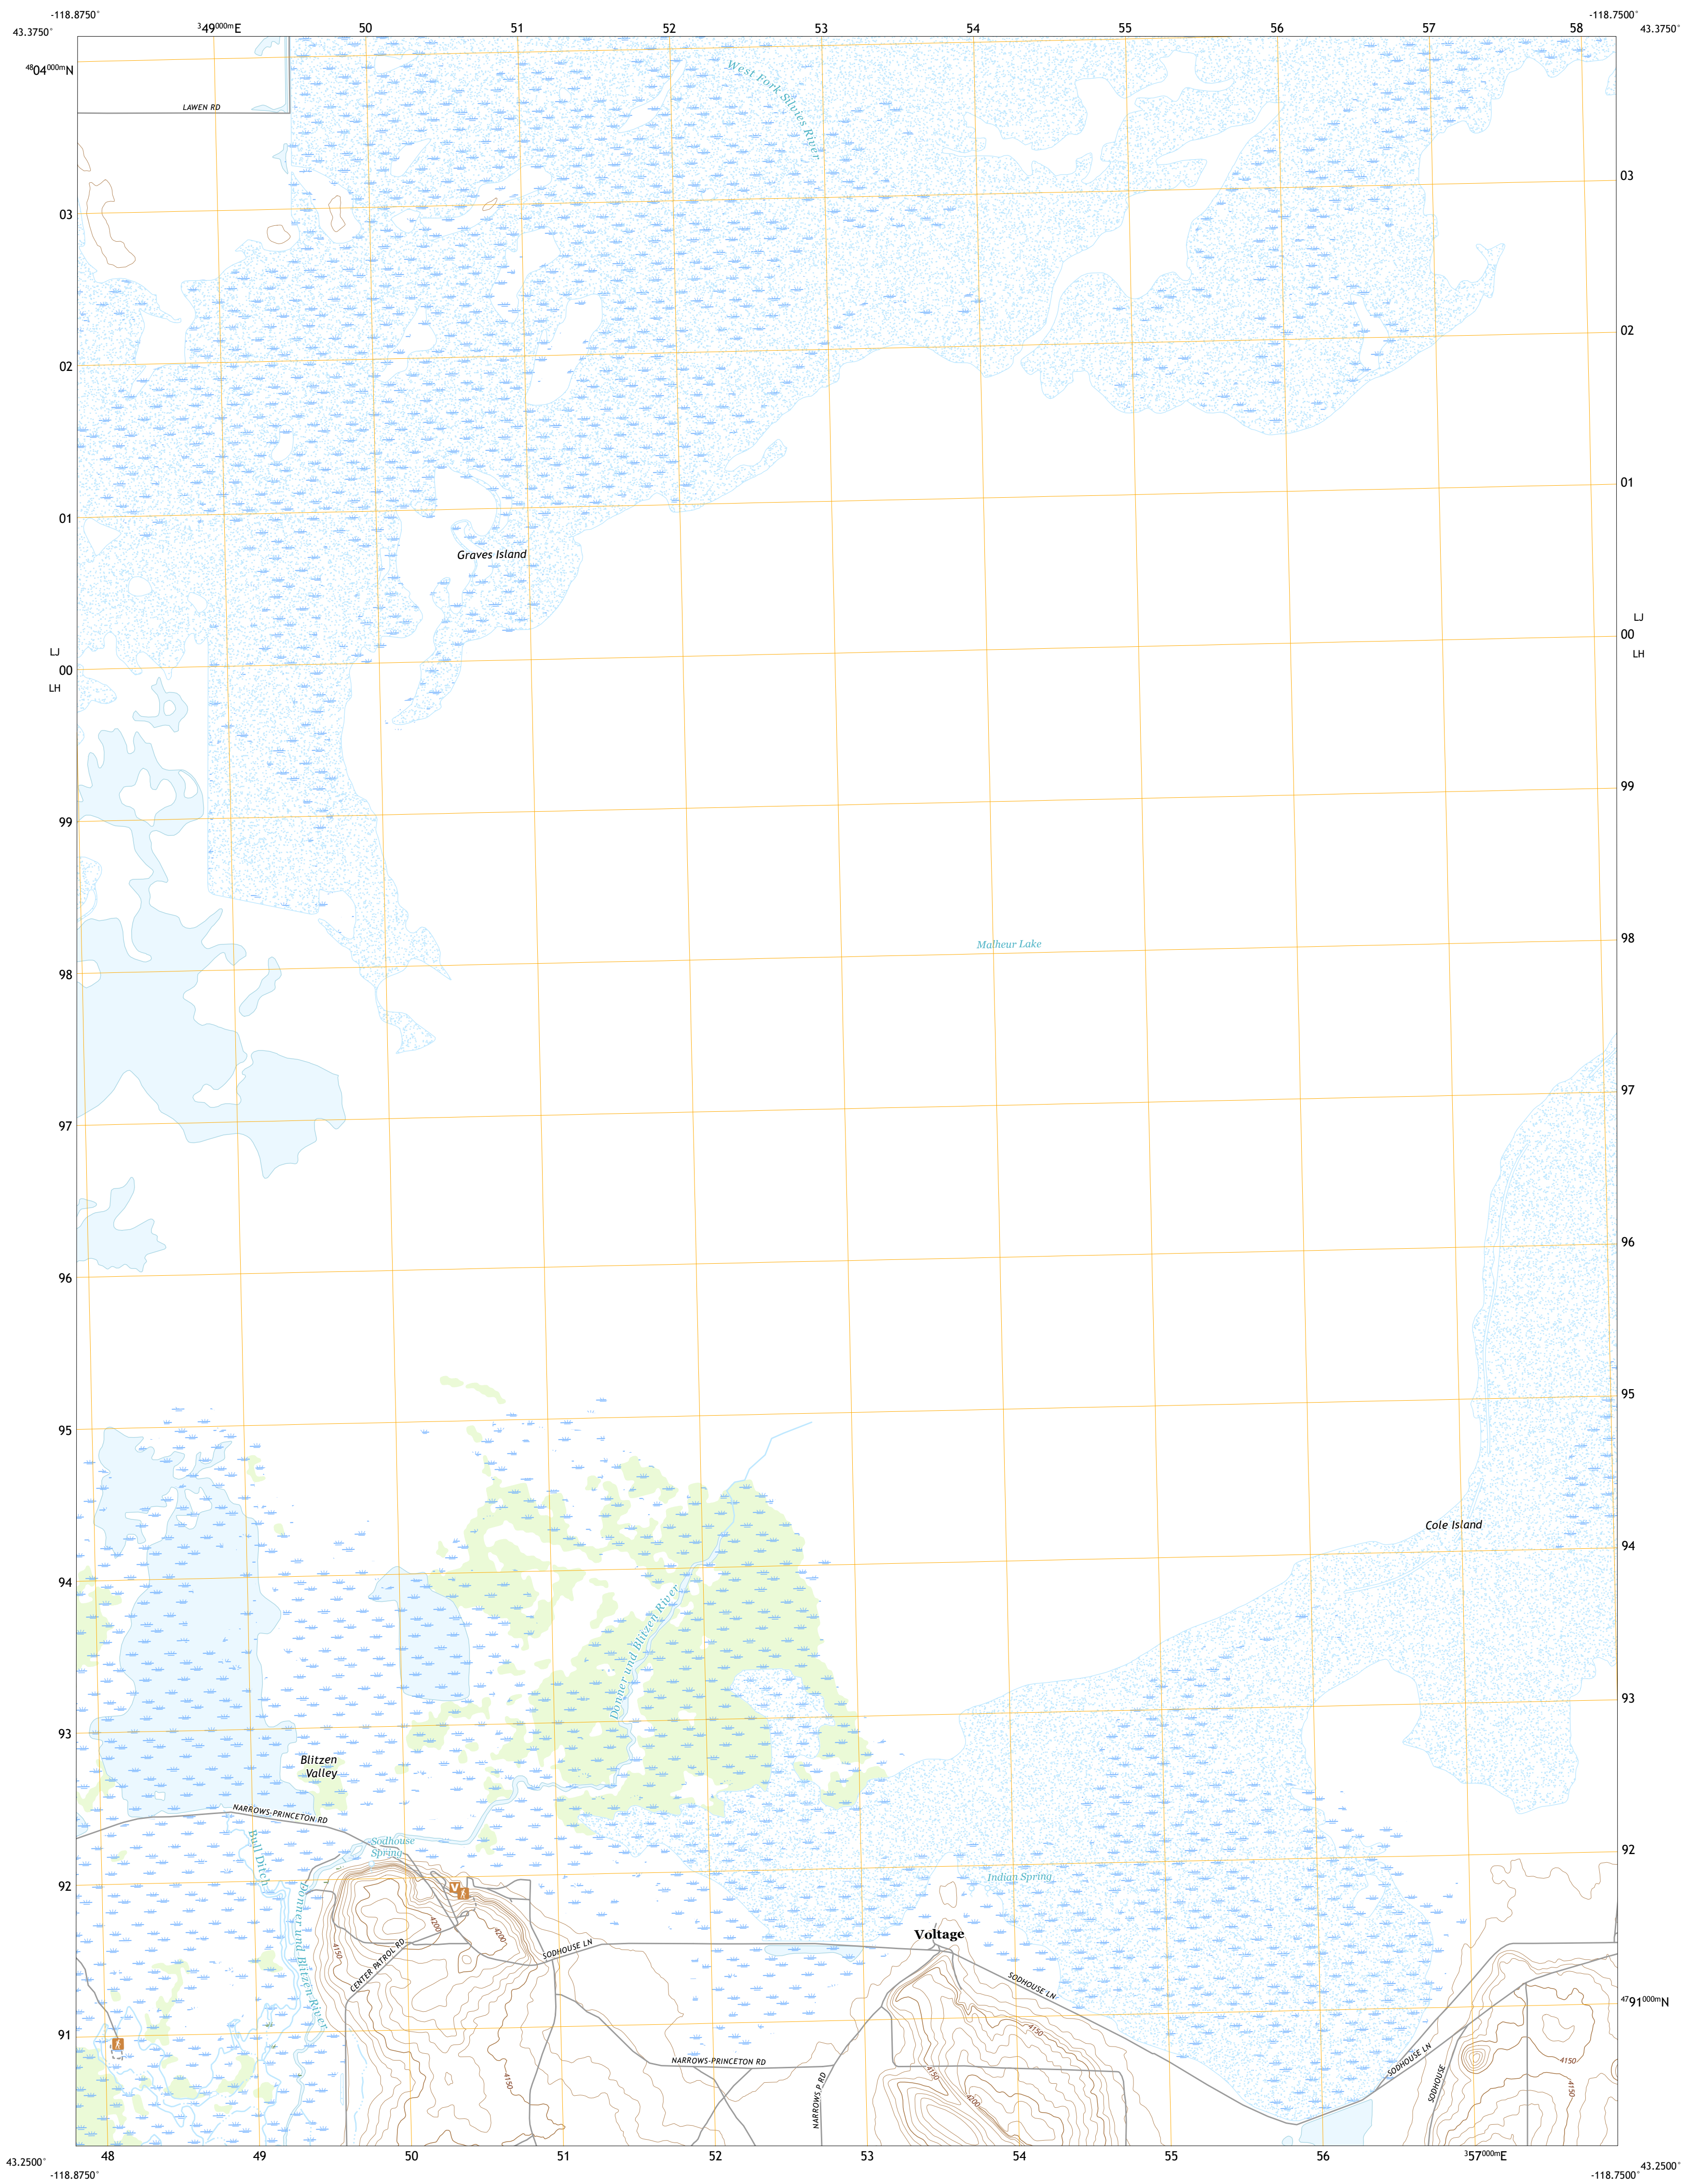 -118.8750°
-118.7500°
43.3750°
³49⁰⁰⁰ᵐE
50
51
52
53
54
55
56
57
58
43.3750°
⁴⁸04⁰⁰⁰ᵐN
West Fork Silvies River
LAWEN RD
03
03
02
02
01
01
Graves Island
LJ
00
LH
LJ
00
LH
99
99
Malheur Lake
98
98
97
97
96
96
95
95
Cole Island
94
94
Donner und Blitzen River
93
93
Blitzen
Valley
NARROWS-PRINCETON RD
Bull Ditch
Sodhouse
Spring
92
92
Indian Spring
V
Donner und Blitzen River
4200
4200
4150
Voltage
SODHOUSE LN
CENTER PATROL RD
SODHOUSE LN
⁴⁷91⁰⁰⁰ᵐN
91
4150
NARROWS-PRINCETON RD
SODHOUSE LN
4150
4150
4150
4150
4200
NARROWS P RD
SODHOUSE
43.2500°
48
49
50
51
52
53
54
55
56
³57⁰⁰⁰ᵐE
43.2500°
-118.8750°
-118.7500°